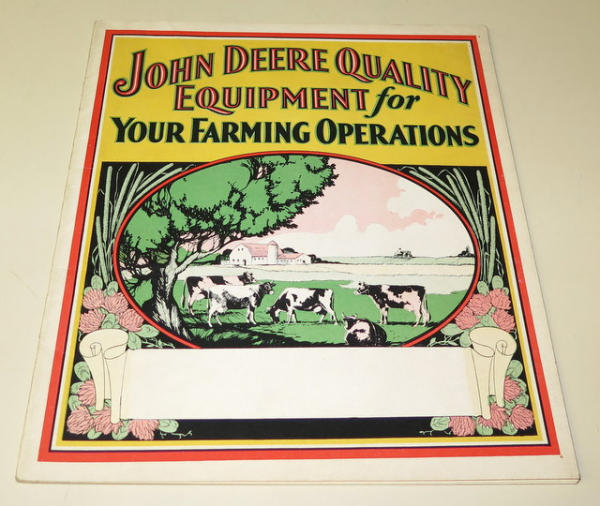 JOHN DEERE QUALITY
EQUIPMENT for
YOUR FARMING OPERATIONS